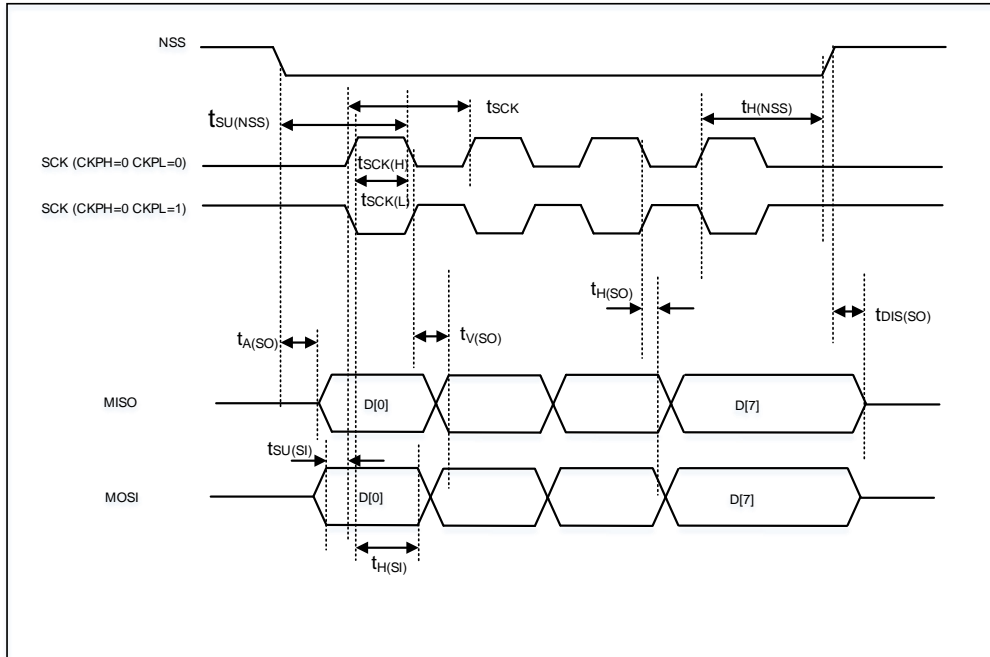 NSS
tSCK
tH(NSS)
tSU(NSS)
SCK (CKPH=0 CKPL=0)
tSCK(H)
tSCK(L)
SCK (CKPH=0 CKPL=1)
tH(SO)
tDIS(SO)
tA(SO)
tV(SO)
MISO
D[0]
D[7]
tSU(SI)
MOSI
D[0]
D[7]
tH(SI)